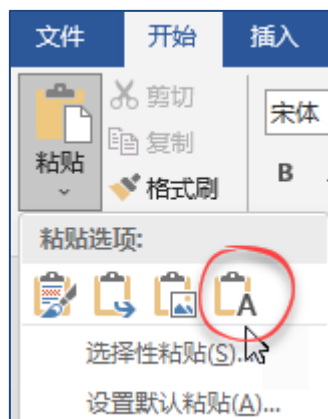 文件 开始 插入
剪切
宋体
复制
粘贴
B
格式刷
粘贴选项:
A
选择性粘贴(S)...
设置默认粘贴(A)...